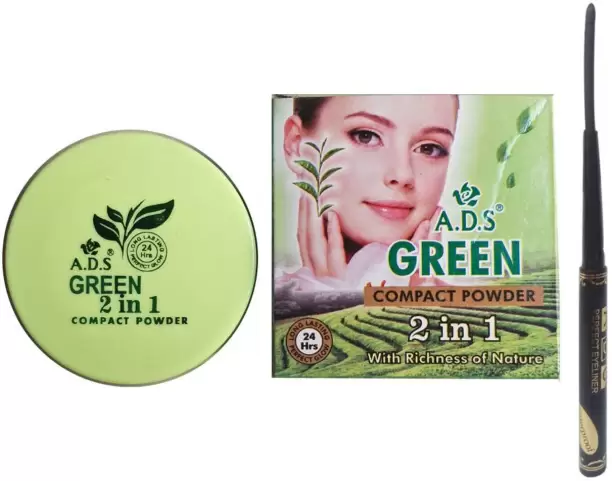 LONG LASTING
24
Hrs
PERFECT GLOW
A.D.S
GREEN
2 in 1
COMPACT POWDER
A.D.S®
GREEN
COMPACT POWDER
2 in 1
With Richness of Nature
LONG LASTING
24
Hrs
PERFECT GLOW
PERFECT EYELINER